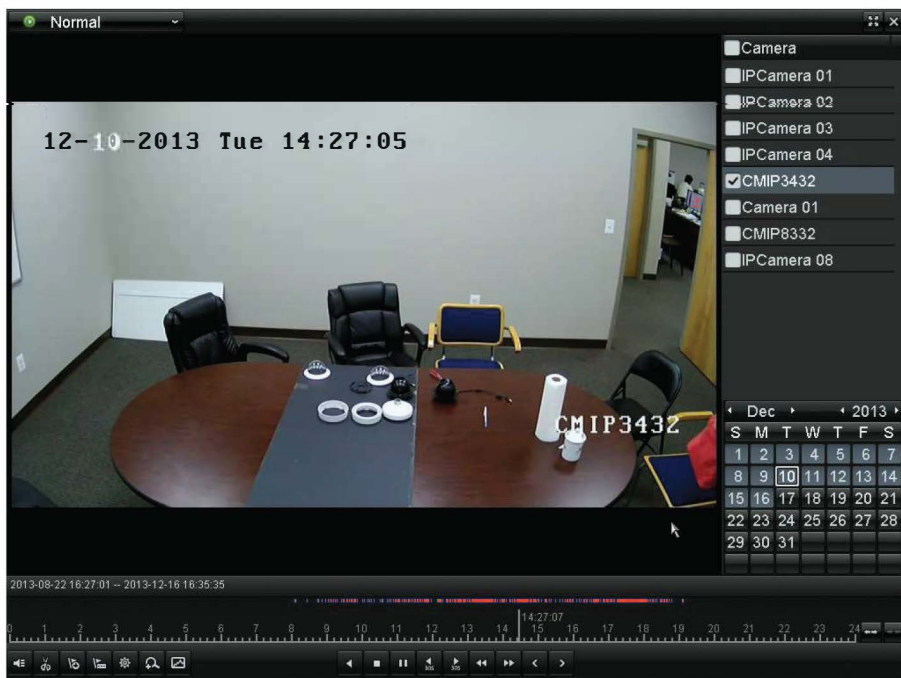 Normal
Camera
IPCamera 01
IPCamera 02
IPCamera 03
IPCamera 04
CMIP3432
Camera 01
CMIP8332
IPCamera 08
12-10-2013 Tue 14:27:05
CMIP3432
Dec 2013
S M T W T F S
1 2 3 4 5 6 7
8 9 10 11 12 13 14
15 16 17 18 19 20 21
22 23 24 25 26 27 28
29 30 31
2013-08-22 16:27:01 -- 2013-12-16 16:35:35
14:27:07
0 1 2 3 4 5 6 7 8 9 10 11 12 13 14 15 16 17 18 19 20 21 22 23 24
30S 30S